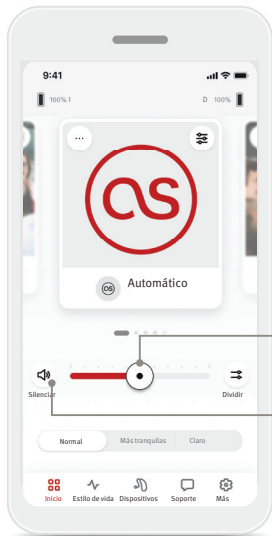 9:41
100% I
D 100%
Automático
Silenciar
Dividir
Normal Más tranquilas Claro
Inicio Estilo de vida Dispositivos Soporte Más